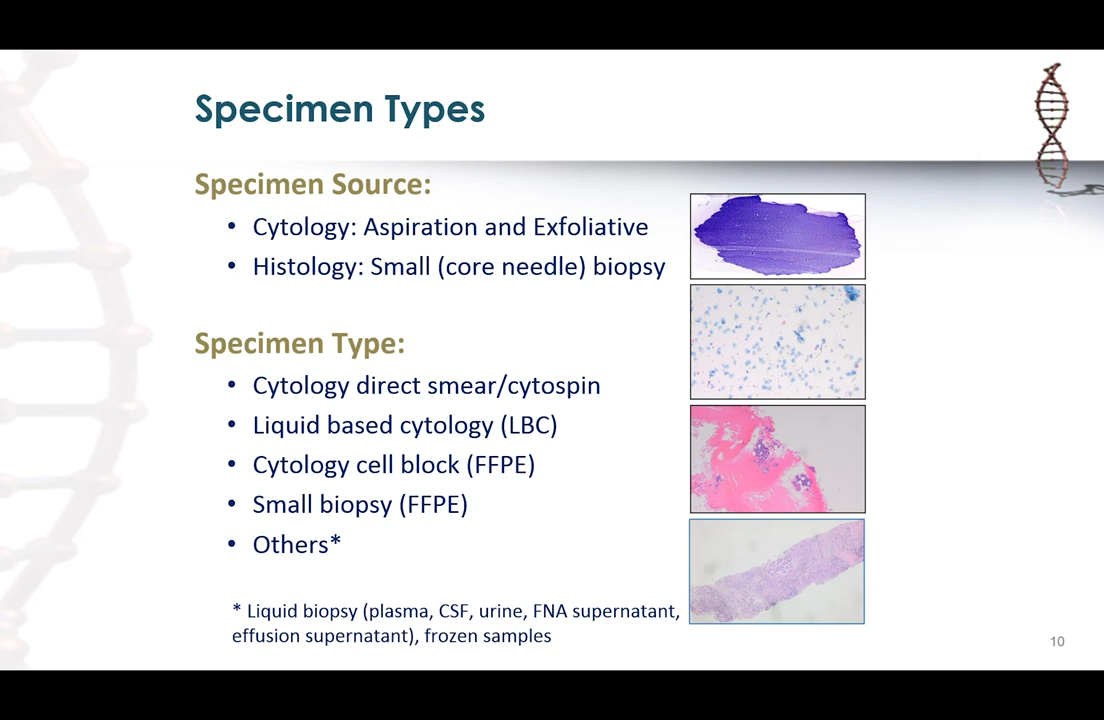 Specimen Types
Specimen Source:
• Cytology: Aspiration and Exfoliative
• Histology: Small (core needle) biopsy
Specimen Type:
• Cytology direct smear/cytospin
• Liquid based cytology (LBC)
• Cytology cell block (FFPE)
• Small biopsy (FFPE)
• Others*
* Liquid biopsy (plasma, CSF, urine, FNA supernatant,
effusion supernatant), frozen samples
10